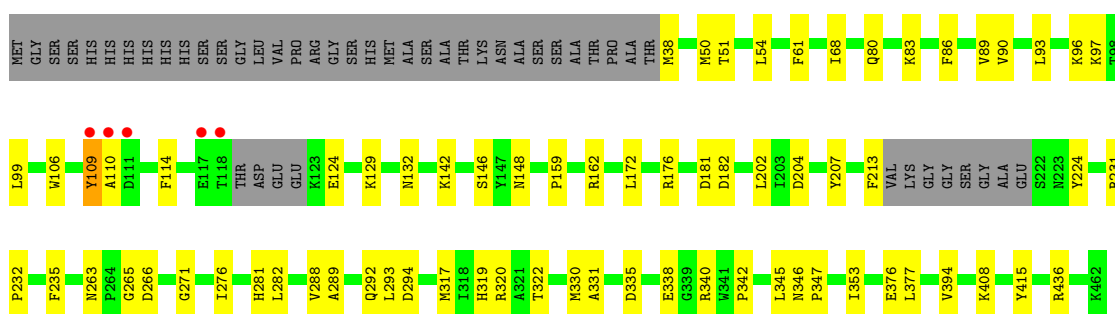 MET GLY SER SER HIS HIS HIS HIS HIS HIS SER SER GLY LEU VAL PRO ARG GLY SER HIS MET ALA SER ALA THR LYS ASN ALA SER SER ALA THR PRO ALA THR M38 M50 T51 L54 F61 I68 Q80 K83 F86 V89 V90 L93 K96 K97 T98
L99 W106 Y109 A110 D111 F114 E117 T118 THR ASP GLU GLU K123 E124 K129 N132 K142 S146 Y147 N148 P159 R162 L172 R176 D181 D182 L202 I203 D204 Y207 F213 VAL LYS GLY GLY SER GLY ALA GLU S222 N223 Y224 R231
P232 F235 N263 P264 G265 D266 G271 I276 H281 L282 V288 A289 Q292 L293 D294 M317 I318 H319 R320 A321 T322 M330 A331 D335 E338 G339 R340 W341 P342 L345 N346 P347 I353 E376 L377 V394 K408 Y415 R436 K462